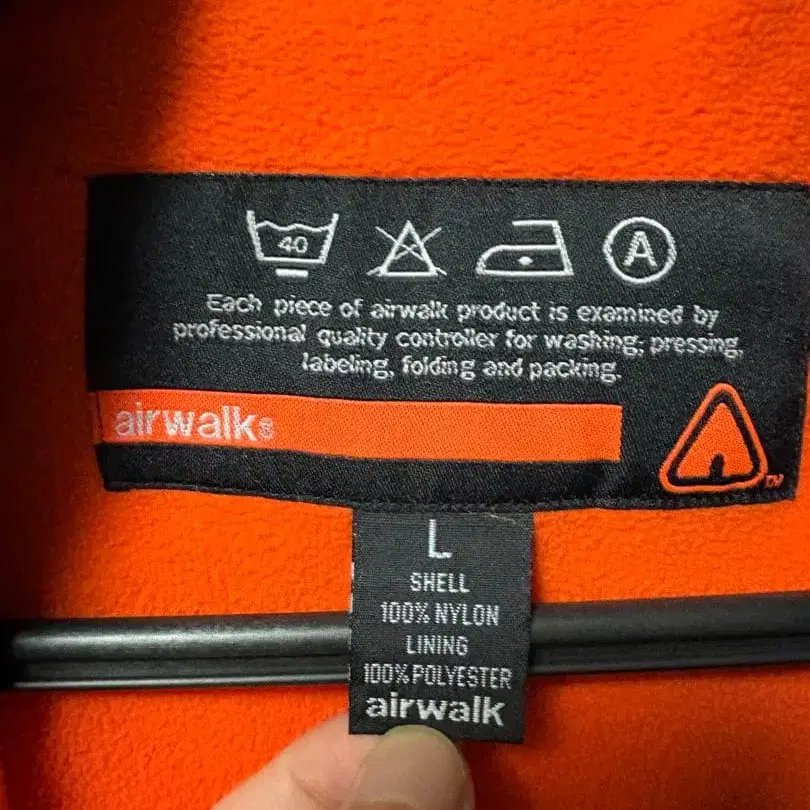 40
A
Each piece of airwalk product is examined by
professional quality controller for washing, pressing,
labeling, folding and packing.
airwalk®
TM
L
SHELL
100% NYLON
LINING
100% POLYESTER
airwalk